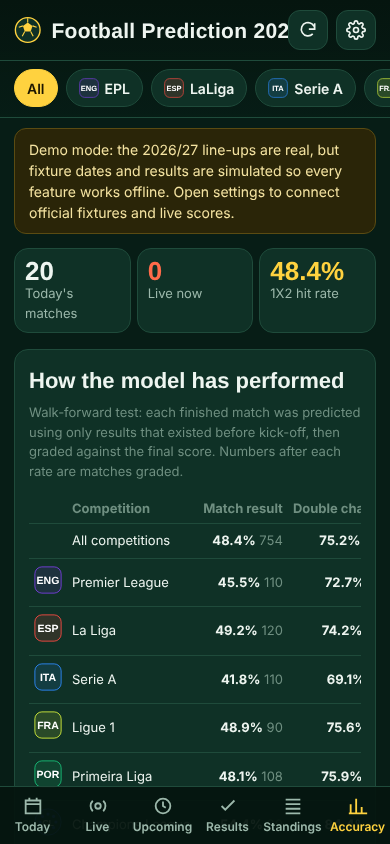 Football Prediction 202
All
ENG EPL
ESP LaLiga
ITA Serie A
Demo mode: the 2026/27 line-ups are real, but
fixture dates and results are simulated so every
feature works offline. Open settings to connect
official fixtures and live scores.
20
Today's
matches
0
Live now
48.4%
1X2 hit rate
How the model has performed
Walk-forward test: each finished match was predicted
using only results that existed before kick-off, then
graded against the final score. Numbers after each
rate are matches graded.
Competition Match result Double cha
All competitions 48.4% 754 75.2%
ENG Premier League 45.5% 110 72.7%
ESP La Liga 49.2% 120 74.2%
ITA Serie A 41.8% 110 69.1%
FRA Ligue 1 48.9% 90 75.6%
POR Primeira Liga 48.1% 108 75.9%
Today Live Upcoming Results Standings Accuracy